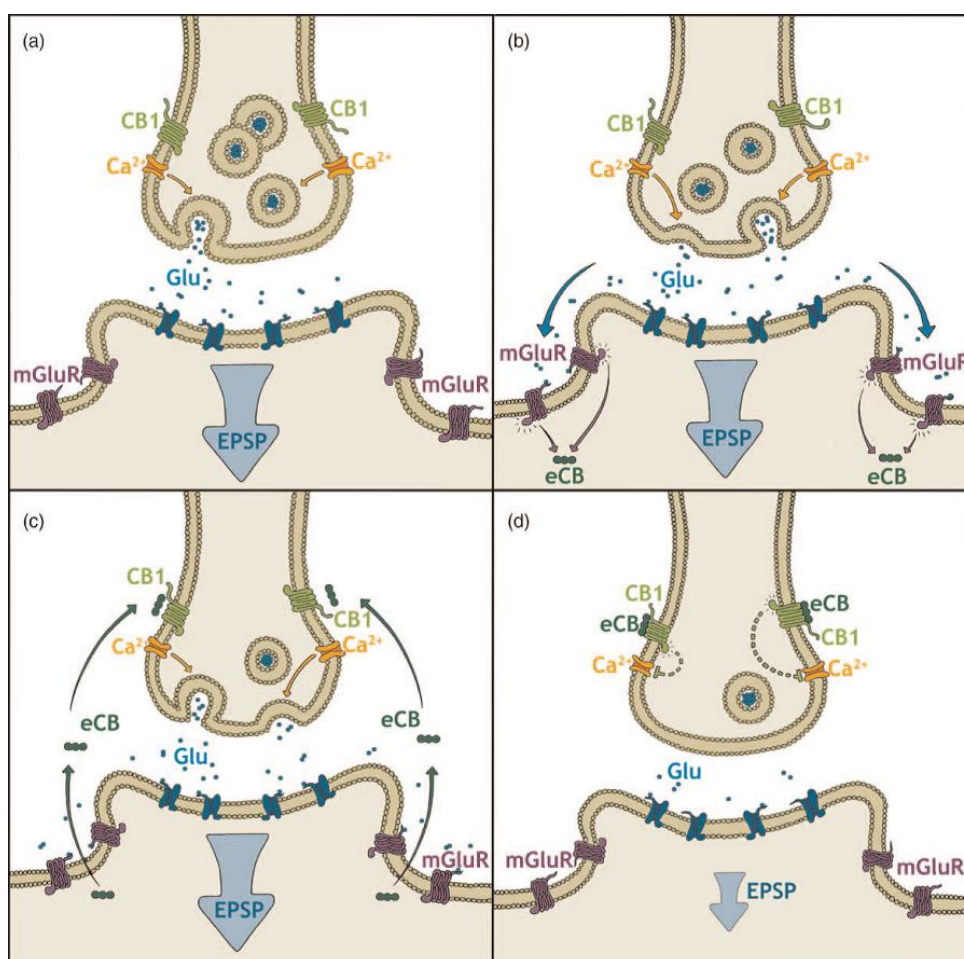 (a)
CB1
CB1
Ca²⁺
Ca²⁺
Glu
mGluR
mGluR
EPSP
(b)
CB1
CB1
Ca²⁺
Ca²⁺
Glu
mGluR
mGluR
EPSP
eCB
eCB
(c)
CB1
CB1
Ca²⁺
Ca²⁺
eCB
eCB
Glu
mGluR
EPSP
(d)
CB1
eCB
eCB
CB1
Ca²⁺
Ca²⁺
Glu
mGluR
mGluR
EPSP